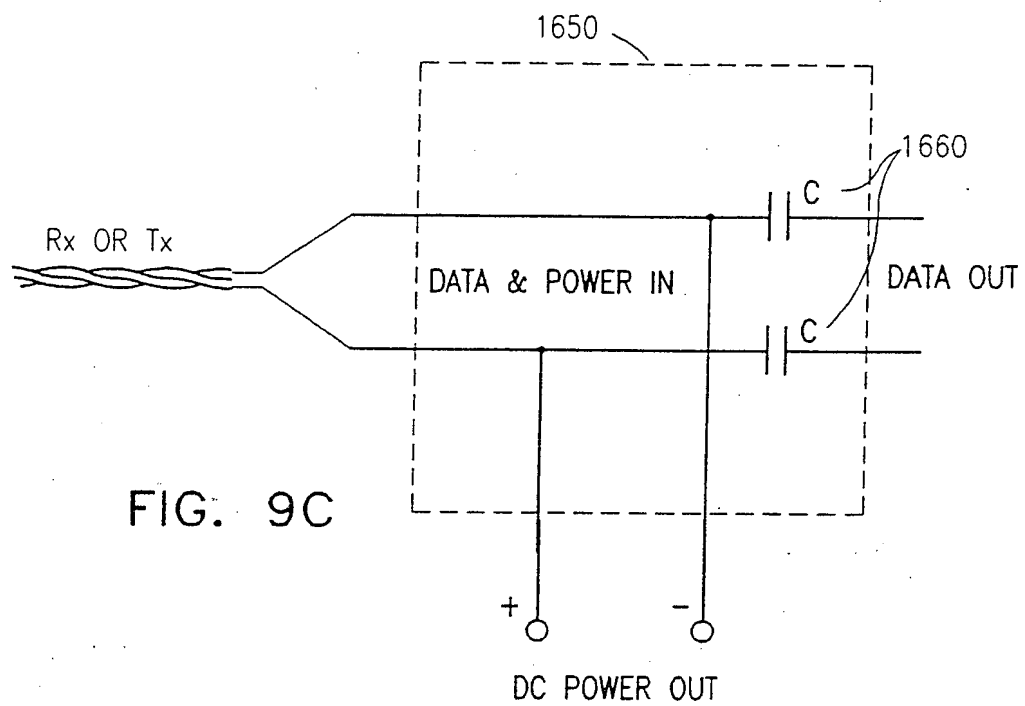 1650
1660
C
Rx OR Tx
DATA & POWER IN
DATA OUT
C
FIG. 9C
+
-
DC POWER OUT